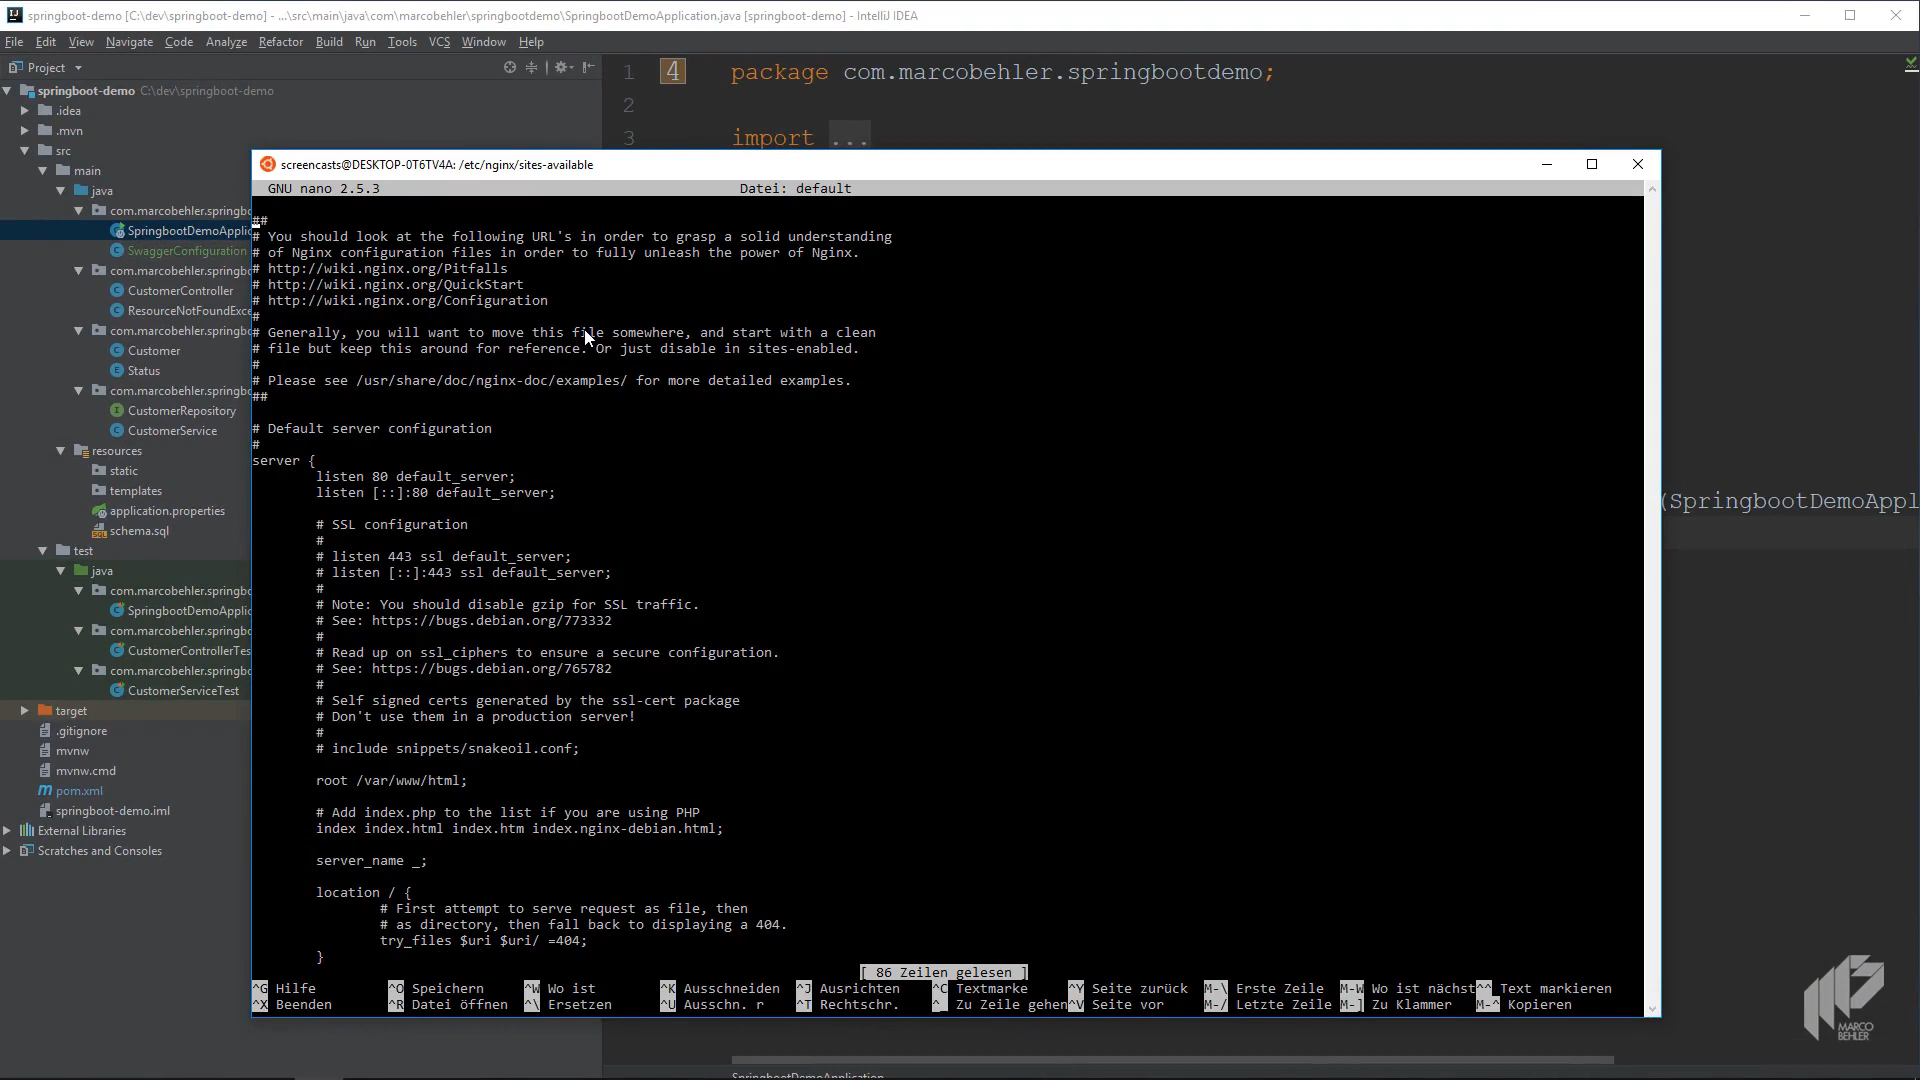 springboot-demo [C:\dev\springboot-demo] - ...\src\main\java\com\marcobehler\springbootdemo\SpringbootDemoApplication.java [springboot-demo] - IntelliJ IDEA
File Edit View Navigate Code Analyze Refactor Build Run Tools VCS Window Help
Project
springboot-demo C:\dev\springboot-demo
.idea
.mvn
src
main
java
com.marcobehler.springbo
SpringbootDemoApplic
SwaggerConfiguration
com.marcobehler.springbo
CustomerController
ResourceNotFoundExce
com.marcobehler.springbo
Customer
Status
com.marcobehler.springbo
CustomerRepository
CustomerService
resources
static
templates
application.properties
schema.sql
test
java
com.marcobehler.springbo
SpringbootDemoApplic
com.marcobehler.springbo
CustomerControllerTes
com.marcobehler.springbo
CustomerServiceTest
target
.gitignore
mvnw
mvnw.cmd
pom.xml
springboot-demo.iml
External Libraries
Scratches and Consoles
1 4 package com.marcobehler.springbootdemo;
2
3 import ...
(SpringbootDemoAppl
screencasts@DESKTOP-0T6TV4A: /etc/nginx/sites-available
GNU nano 2.5.3 Datei: default
##
# You should look at the following URL's in order to grasp a solid understanding
# of Nginx configuration files in order to fully unleash the power of Nginx.
# http://wiki.nginx.org/Pitfalls
# http://wiki.nginx.org/QuickStart
# http://wiki.nginx.org/Configuration
#
# Generally, you will want to move this file somewhere, and start with a clean
# file but keep this around for reference. Or just disable in sites-enabled.
#
# Please see /usr/share/doc/nginx-doc/examples/ for more detailed examples.
##
# Default server configuration
#
server {
listen 80 default_server;
listen [::]:80 default_server;
# SSL configuration
#
# listen 443 ssl default_server;
# listen [::]:443 ssl default_server;
#
# Note: You should disable gzip for SSL traffic.
# See: https://bugs.debian.org/773332
#
# Read up on ssl_ciphers to ensure a secure configuration.
# See: https://bugs.debian.org/765782
#
# Self signed certs generated by the ssl-cert package
# Don't use them in a production server!
#
# include snippets/snakeoil.conf;
root /var/www/html;
# Add index.php to the list if you are using PHP
index index.html index.htm index.nginx-debian.html;
server_name _;
location / {
# First attempt to serve request as file, then
# as directory, then fall back to displaying a 404.
try_files $uri $uri/ =404;
}
[ 86 Zeilen gelesen ]
^G Hilfe ^O Speichern ^W Wo ist ^K Ausschneiden ^J Ausrichten ^C Textmarke ^Y Seite zurück M-\ Erste Zeile M-W Wo ist nächst ^^ Text markieren
^X Beenden ^R Datei öffnen ^\ Ersetzen ^U Ausschn. r ^T Rechtschr. ^_ Zu Zeile gehen ^V Seite vor M-/ Letzte Zeile M-] Zu Klammer M-^ Kopieren
MARCO
BEHLER
SpringbootDemoApplication